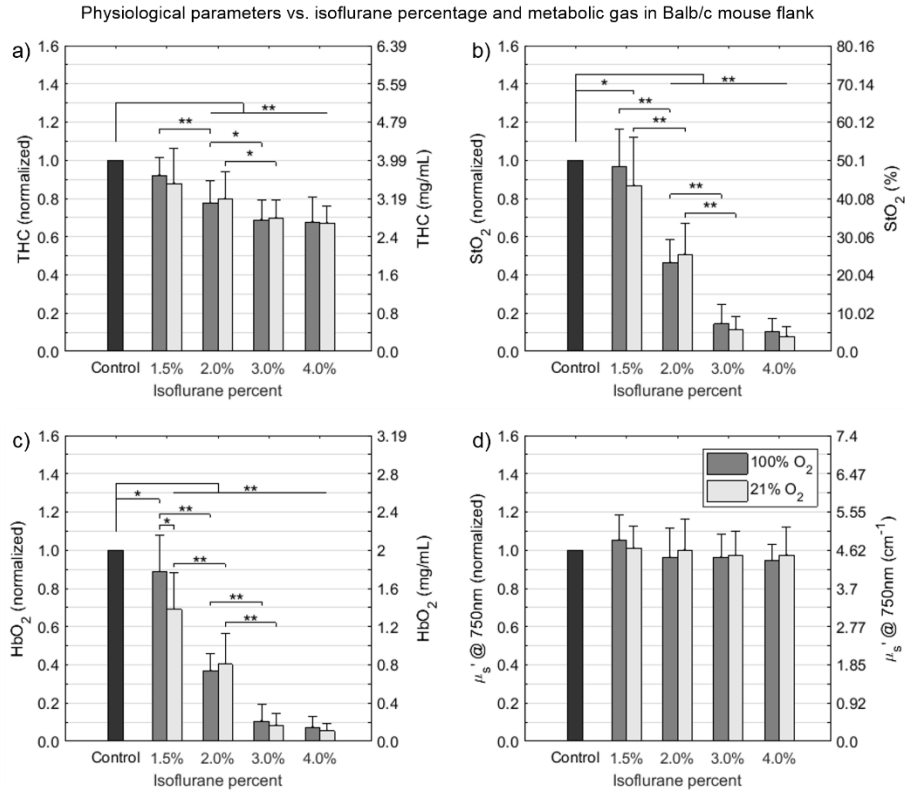 Physiological parameters vs. isoflurane percentage and metabolic gas in Balb/c mouse flank
a)
1.6 6.39
1.4 5.59
1.2 4.79
1.0 3.99
0.8 3.19
0.6 2.4
0.4 1.6
0.2 0.8
0.0 0.0
THC (normalized)
THC (mg/mL)
**
** *
*
Control 1.5% 2.0% 3.0% 4.0%
Isoflurane percent
b)
1.6 80.16
1.4 70.14
1.2 60.12
1.0 50.1
0.8 40.08
0.6 30.06
0.4 20.04
0.2 10.02
0.0 0.0
StO₂ (normalized)
StO₂ (%)
* **
**
**
**
**
Control 1.5% 2.0% 3.0% 4.0%
Isoflurane percent
c)
1.6 3.19
1.4 2.8
1.2 2.4
1.0 2
0.8 1.6
0.6 1.2
0.4 0.8
0.2 0.4
0.0 0.0
HbO₂ (normalized)
HbO₂ (mg/mL)
* **
**
*
**
**
**
Control 1.5% 2.0% 3.0% 4.0%
Isoflurane percent
d)
1.6 7.4
1.4 6.47
1.2 5.55
1.0 4.62
0.8 3.7
0.6 2.77
0.4 1.85
0.2 0.92
0.0 0.0
μₛ' @ 750nm (normalized)
μₛ' @ 750nm (cm⁻¹)
100% O₂
21% O₂
Control 1.5% 2.0% 3.0% 4.0%
Isoflurane percent